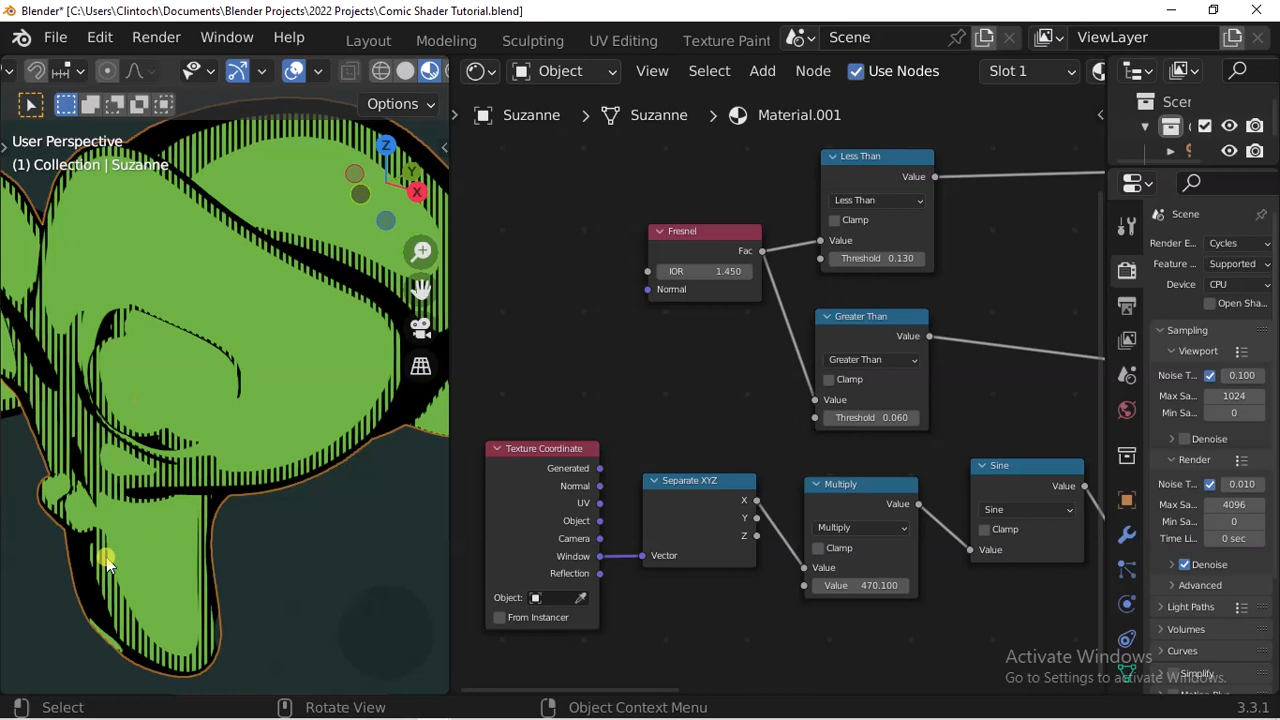 Blender* [C:\Users\Clintoch\Documents\Blender Projects\2022 Projects\Comic Shader Tutorial.blend]
File Edit Render Window Help Layout Modeling Sculpting UV Editing Texture Paint Scene ViewLayer
Object View Select Add Node Use Nodes Slot 1
Options
User Perspective
(1) Collection | Suzanne
Z
Y
X
Suzanne > Suzanne > Material.001
Less Than
Value
Less Than
Clamp
Value
Threshold 0.130
Fresnel
Fac
IOR 1.450
Normal
Greater Than
Value
Greater Than
Clamp
Value
Threshold 0.060
Texture Coordinate
Generated
Normal
UV
Object
Camera
Window
Reflection
Object:
From Instancer
Separate XYZ
X
Y
Z
Vector
Multiply
Value
Multiply
Clamp
Value
Value 470.100
Sine
Value
Sine
Clamp
Value
Scene
Render E... Cycles
Feature ... Supported
Device CPU
Open Sha...
Sampling
Viewport
Noise T... 0.100
Max Sa... 1024
Min Sa... 0
Denoise
Render
Noise T... 0.010
Max Sa... 4096
Min Sa... 0
Time Li... 0 sec
Denoise
Advanced
Light Paths
Volumes
Curves
Simplify
Activate Windows
Go to Settings to activate Windows.
Select Rotate View Object Context Menu 3.3.1